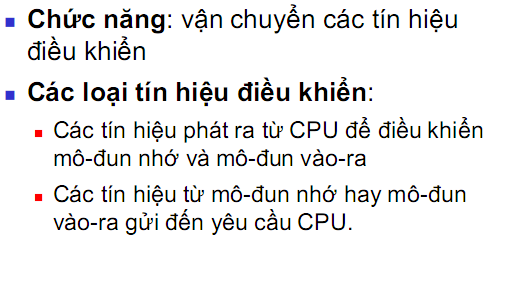 Chức năng: vận chuyển các tín hiệu
điều khiển
Các loại tín hiệu điều khiển:
Các tín hiệu phát ra từ CPU để điều khiển
mô-đun nhớ và mô-đun vào-ra
Các tín hiệu từ mô-đun nhớ hay mô-đun
vào-ra gửi đến yêu cầu CPU.